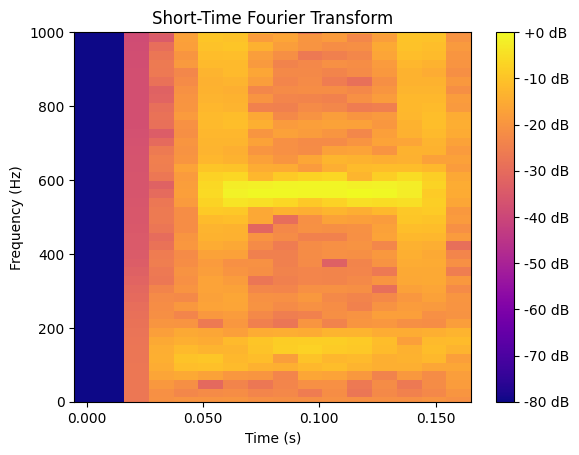 Short-Time Fourier Transform
1000
800
600
400
200
0
Frequency (Hz)
0.000
0.050
0.100
0.150
Time (s)
+0 dB
-10 dB
-20 dB
-30 dB
-40 dB
-50 dB
-60 dB
-70 dB
-80 dB